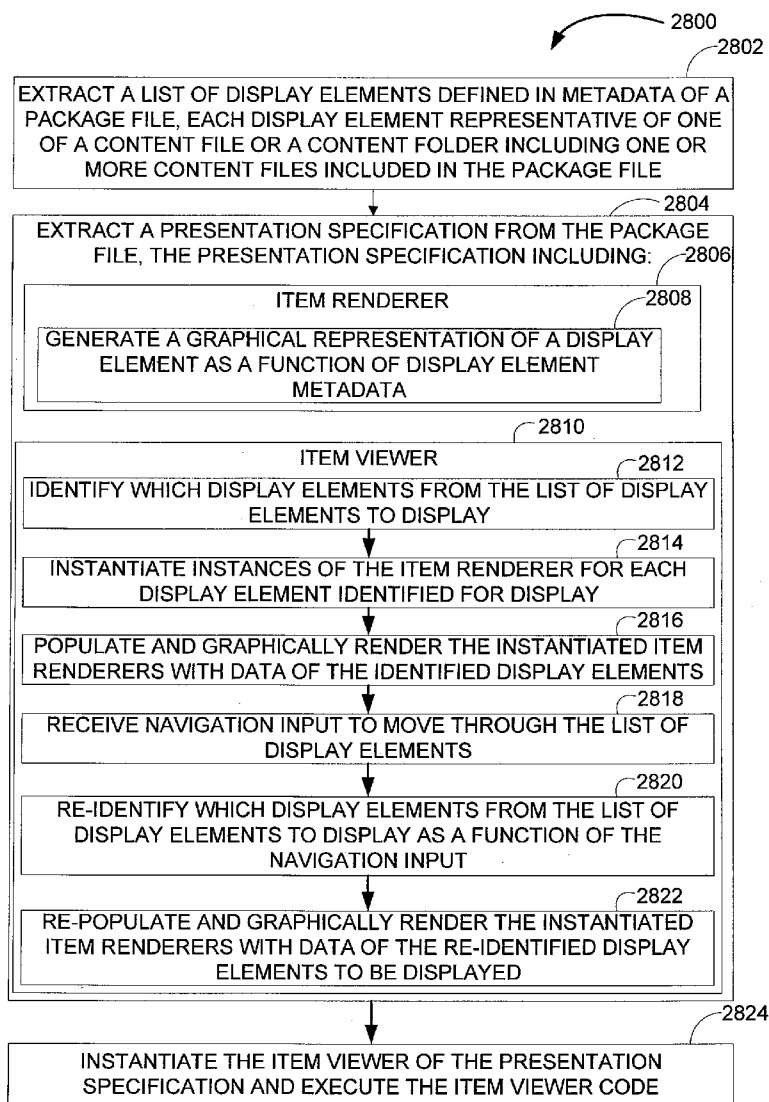 2800
2802
EXTRACT A LIST OF DISPLAY ELEMENTS DEFINED IN METADATA OF A
PACKAGE FILE, EACH DISPLAY ELEMENT REPRESENTATIVE OF ONE
OF A CONTENT FILE OR A CONTENT FOLDER INCLUDING ONE OR
MORE CONTENT FILES INCLUDED IN THE PACKAGE FILE
2804
EXTRACT A PRESENTATION SPECIFICATION FROM THE PACKAGE
FILE, THE PRESENTATION SPECIFICATION INCLUDING:
2806
ITEM RENDERER
2808
GENERATE A GRAPHICAL REPRESENTATION OF A DISPLAY
ELEMENT AS A FUNCTION OF DISPLAY ELEMENT
METADATA
2810
ITEM VIEWER
2812
IDENTIFY WHICH DISPLAY ELEMENTS FROM THE LIST OF DISPLAY
ELEMENTS TO DISPLAY
2814
INSTANTIATE INSTANCES OF THE ITEM RENDERER FOR EACH
DISPLAY ELEMENT IDENTIFIED FOR DISPLAY
2816
POPULATE AND GRAPHICALLY RENDER THE INSTANTIATED ITEM
RENDERERS WITH DATA OF THE IDENTIFIED DISPLAY ELEMENTS
2818
RECEIVE NAVIGATION INPUT TO MOVE THROUGH THE LIST OF
DISPLAY ELEMENTS
2820
RE-IDENTIFY WHICH DISPLAY ELEMENTS FROM THE LIST OF
DISPLAY ELEMENTS TO DISPLAY AS A FUNCTION OF THE
NAVIGATION INPUT
2822
RE-POPULATE AND GRAPHICALLY RENDER THE INSTANTIATED
ITEM RENDERERS WITH DATA OF THE RE-IDENTIFIED DISPLAY
ELEMENTS TO BE DISPLAYED
2824
INSTANTIATE THE ITEM VIEWER OF THE PRESENTATION
SPECIFICATION AND EXECUTE THE ITEM VIEWER CODE